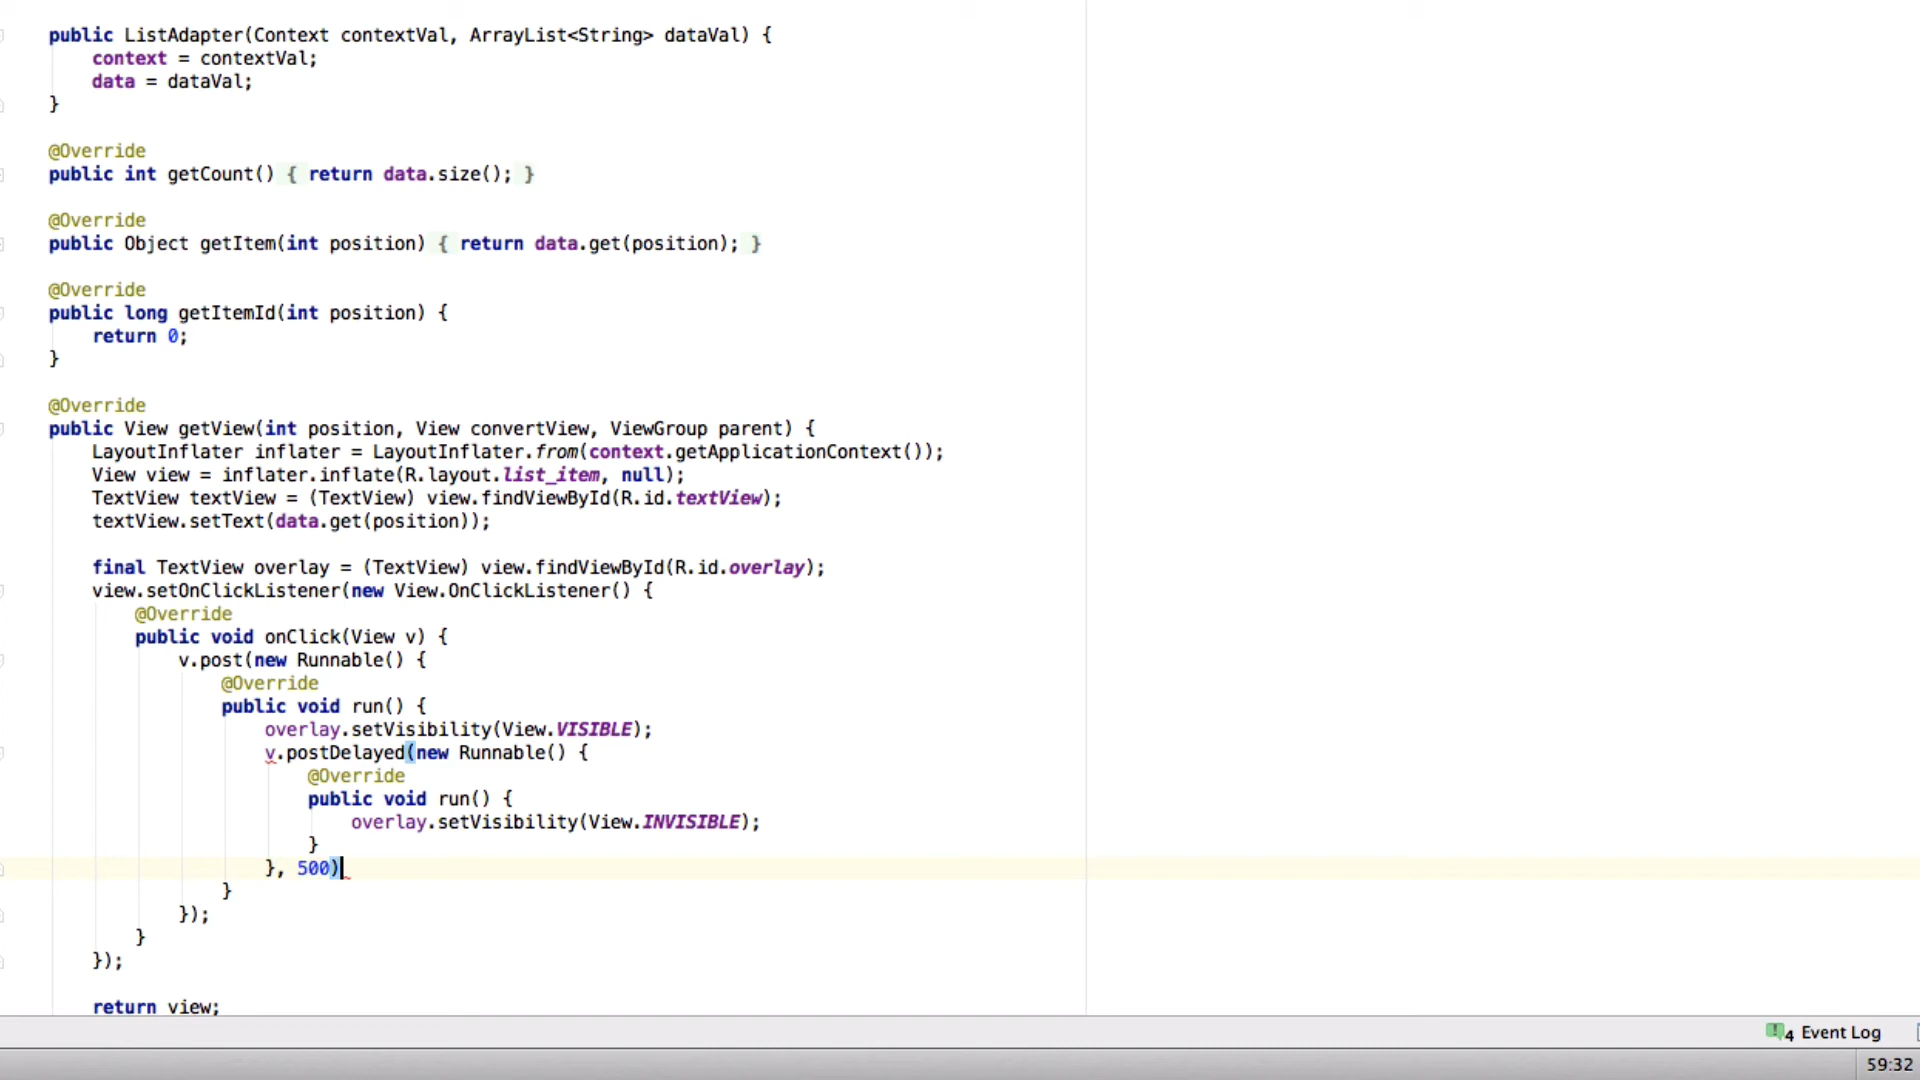 public ListAdapter(Context contextVal, ArrayList<String> dataVal) {
context = contextVal;
data = dataVal;
}
@Override
public int getCount() { return data.size(); }
@Override
public Object getItem(int position) { return data.get(position); }
@Override
public long getItemId(int position) {
return 0;
}
@Override
public View getView(int position, View convertView, ViewGroup parent) {
LayoutInflater inflater = LayoutInflater.from(context.getApplicationContext());
View view = inflater.inflate(R.layout.list_item, null);
TextView textView = (TextView) view.findViewById(R.id.textView);
textView.setText(data.get(position));
final TextView overlay = (TextView) view.findViewById(R.id.overlay);
view.setOnClickListener(new View.OnClickListener() {
@Override
public void onClick(View v) {
v.post(new Runnable() {
@Override
public void run() {
overlay.setVisibility(View.VISIBLE);
v.postDelayed(new Runnable() {
@Override
public void run() {
overlay.setVisibility(View.INVISIBLE);
}
}, 500)
}
});
}
});
return view;
4 Event Log
59:32